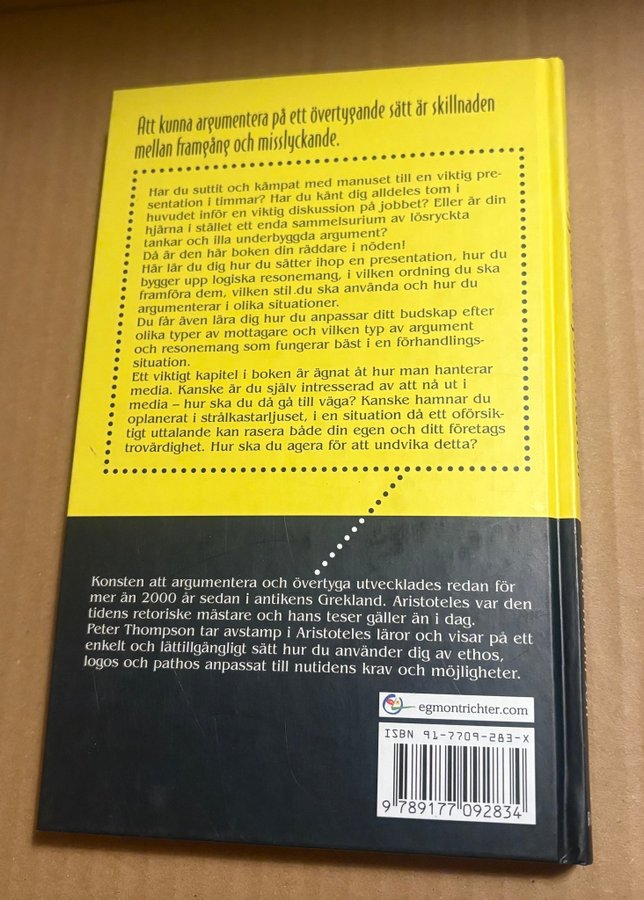 Att kunna argumentera på ett övertygande sätt är skillnaden
mellan framgång och misslyckande.
Har du suttit och kämpat med manuset till en viktig pre-
sentation i timmar? Har du känt dig alldeles tom i
huvudet inför en viktig diskussion på jobbet? Eller är din
hjärna i stället ett enda sammelsurium av lösryckta
tankar och illa underbyggda argument?
Då är den här boken din räddare i nöden!
Här lär du dig hur du sätter ihop en presentation, hur du
bygger upp logiska resonemang, i vilken ordning du ska
framföra dem, vilken stil du ska använda och hur du
argumenterar i olika situationer.
Du får även lära dig hur du anpassar ditt budskap efter
olika typer av mottagare och vilken typ av argument
och resonemang som fungerar bäst i en förhandlings-
situation.
Ett viktigt kapitel i boken är ägnat åt hur man hanterar
media. Kanske är du själv intresserad av att nå ut i
media – hur ska du då gå till väga? Kanske hamnar du
oplanerat i strålkastarljuset, i en situation då ett oförsik-
tigt uttalande kan rasera både din egen och ditt företags
trovärdighet. Hur ska du agera för att undvika detta?
Konsten att argumentera och övertyga utvecklades redan för
mer än 2000 år sedan i antikens Grekland. Aristoteles var den
tidens retoriske mästare och hans teser gäller än i dag.
Peter Thompson tar avstamp i Aristoteles läror och visar på ett
enkelt och lättillgängligt sätt hur du använder dig av ethos,
logos och pathos anpassat till nutidens krav och möjligheter.
egmontrichter.com
ISBN 91-7709-283-X
9 789177 092834